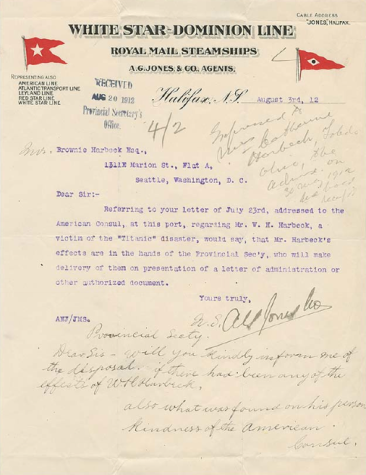 CABLE ADDRESS
"JONES," HALIFAX.
WHITE STAR-DOMINION LINE
ROYAL MAIL STEAMSHIPS
A.G. JONES & CO, AGENTS.
REPRESENTING ALSO
AMERICAN LINE
ATLANTIC TRANSPORT LINE
LEYLAND LINE
RED STAR LINE
WHITE STAR LINE
RECEIVED
AUG 20 1912
Provincial Secretary's
Office.
Halifax, N.S. August 3rd, 12
4/2
Brownie Harbeck Esq.,
Marion St., Flat A.
Seattle, Washington, D. C.
Dear Sir:-
Referring to your letter of July 23rd, addressed to the
American Consul, at this port, regarding Mr. W. H. Harbeck, a
victim of the "Titanic" disaster, would say, that Mr. Harbeck's
effects are in the hands of the Provincial Sec'ty, who will make
delivery of them on presentation of a letter of administration or
other authorized document.
Yours truly,
AHJ/JMB.
Provincial Secty.
Dear Sir - will you kindly inform me
of the disposal. if there has been any of the
effects of W H Harbeck.
also what was found on his person
kindness of the American
Consul.